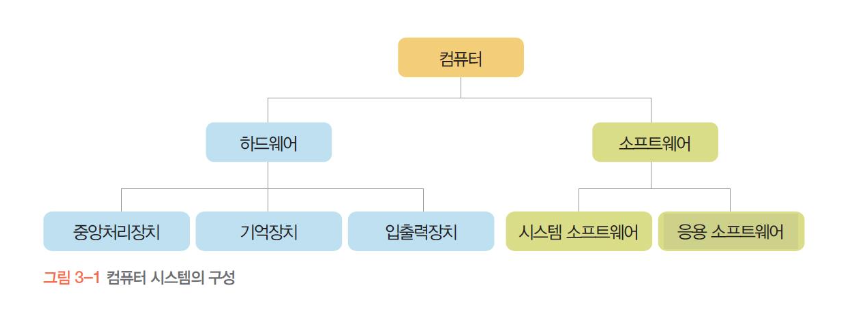 컴퓨터
하드웨어
소프트웨어
중앙처리장치
기억장치
입출력장치
시스템 소프트웨어
응용 소프트웨어
그림 3-1 컴퓨터 시스템의 구성